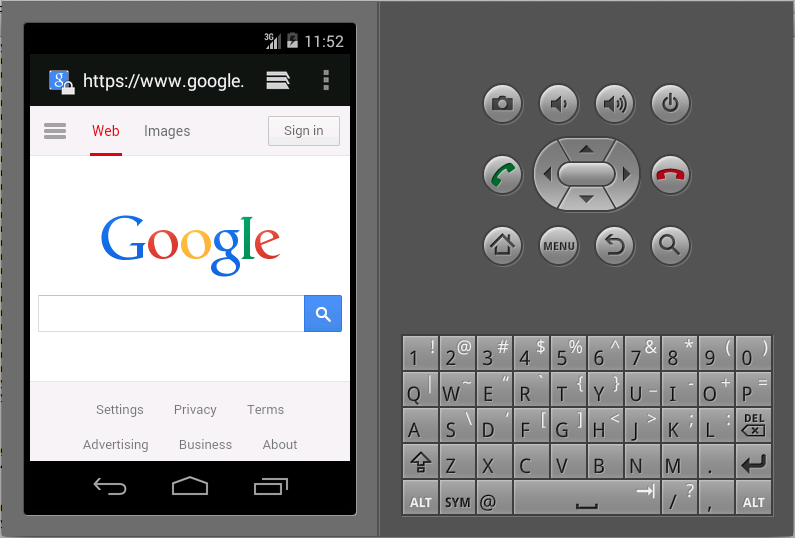 3G 11:52
https://www.google.
Web Images Sign in
Google
Settings Privacy Terms
Advertising Business About
MENU
1 ! 2 @ 3 # 4 $ 5 % 6 ^ 7 & 8 * 9 ( 0 )
Q | W ~ E “ R ` T { Y } U _ I - O + P =
A S \ D ‘ F [ G ] H < J > K ; L : DEL
Z X C V B N M .
ALT SYM @ / ? , ALT